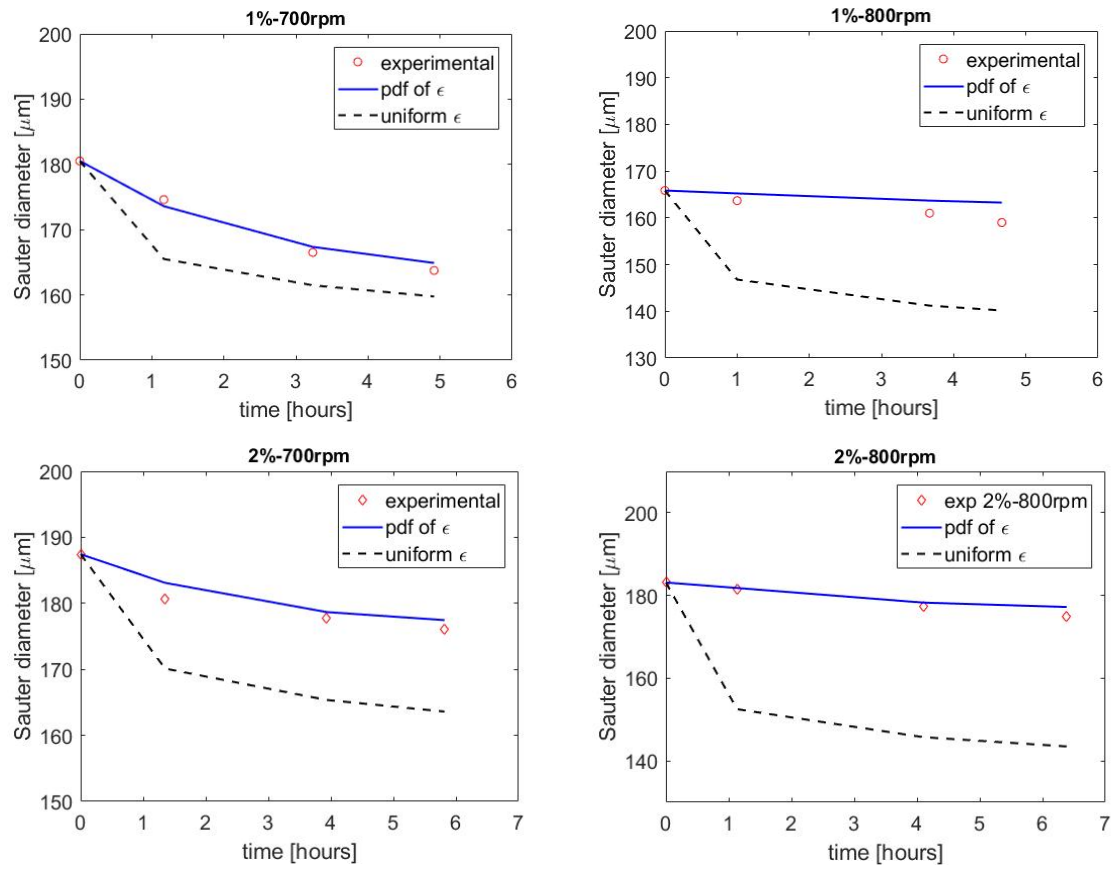 1%-700rpm
200
190
180
170
160
150
Sauter diameter [μm]
experimental
pdf of ϵ
uniform ϵ
0 1 2 3 4 5 6
time [hours]
1%-800rpm
200
190
180
170
160
150
140
130
Sauter diameter [μm]
experimental
pdf of ϵ
uniform ϵ
0 1 2 3 4 5 6
time [hours]
2%-700rpm
200
190
180
170
160
150
Sauter diameter [μm]
experimental
pdf of ϵ
uniform ϵ
0 1 2 3 4 5 6 7
time [hours]
2%-800rpm
200
180
160
140
Sauter diameter [μm]
exp 2%-800rpm
pdf of ϵ
uniform ϵ
0 1 2 3 4 5 6 7
time [hours]